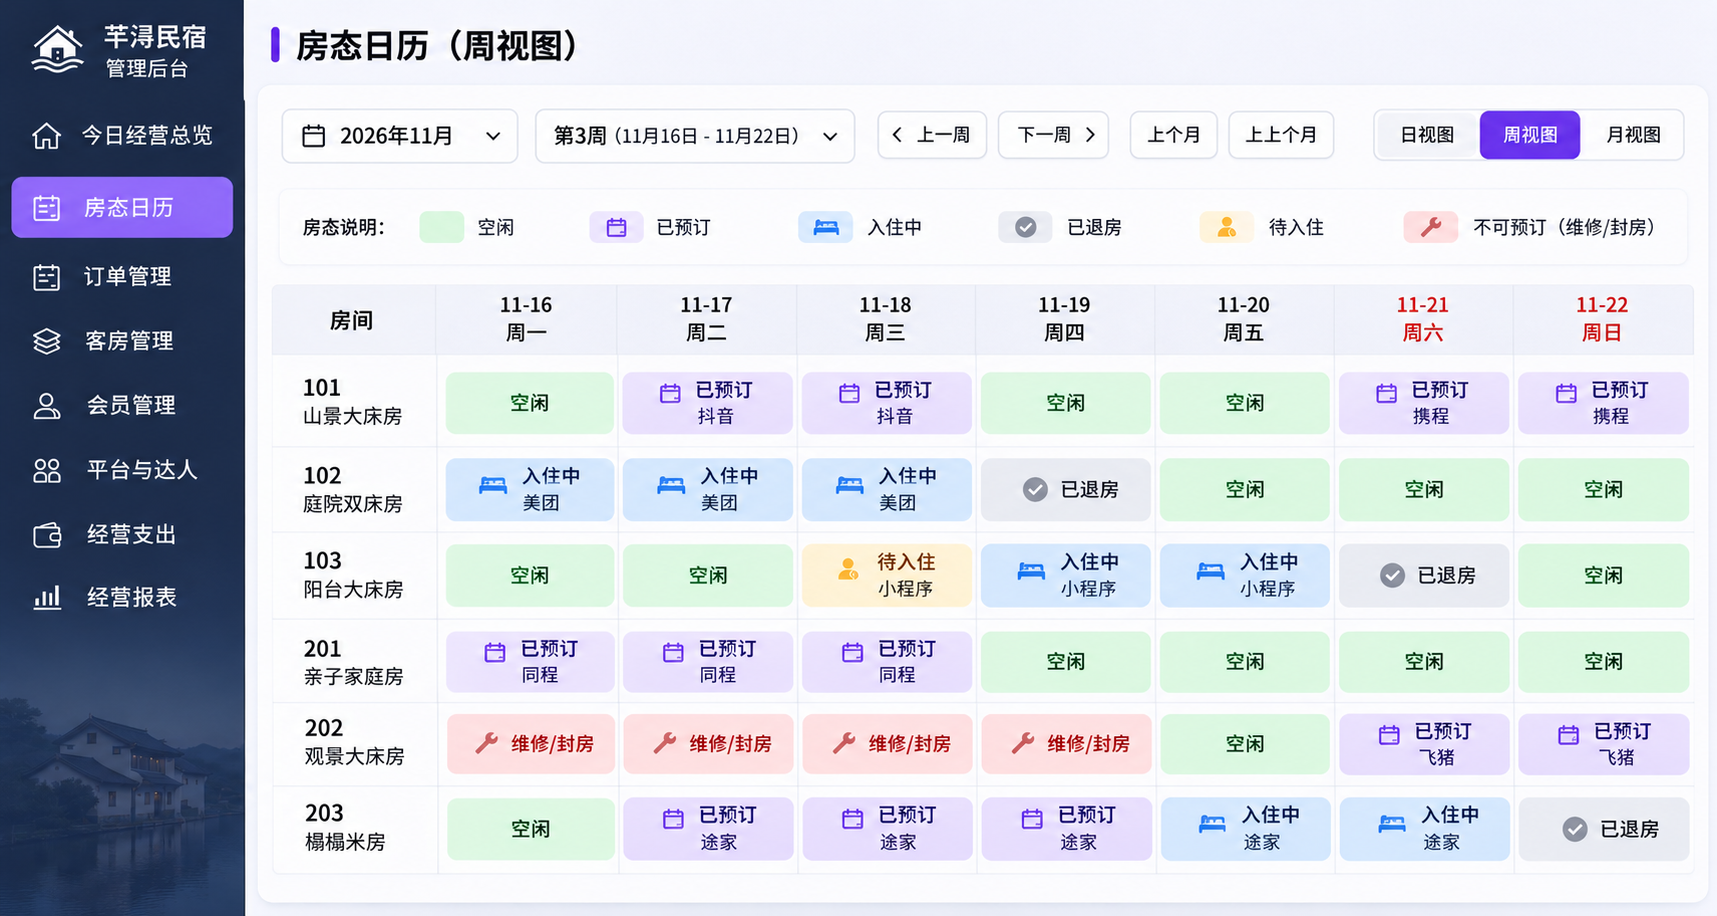 芊浔民宿
管理后台
今日经营总览
房态日历
订单管理
客房管理
会员管理
平台与达人
经营支出
经营报表
房态日历（周视图）
2026年11月
第3周（11月16日 - 11月22日）
上一周
下一周
上个月
上上个月
日视图
周视图
月视图
房态说明：
空闲
已预订
入住中
已退房
待入住
不可预订（维修/封房）
房间
11-16
周一
11-17
周二
11-18
周三
11-19
周四
11-20
周五
11-21
周六
11-22
周日
101
山景大床房
空闲
已预订
抖音
已预订
抖音
空闲
空闲
已预订
携程
已预订
携程
102
庭院双床房
入住中
美团
入住中
美团
入住中
美团
已退房
空闲
空闲
空闲
103
阳台大床房
空闲
空闲
待入住
小程序
入住中
小程序
入住中
小程序
已退房
空闲
201
亲子家庭房
已预订
同程
已预订
同程
已预订
同程
空闲
空闲
空闲
空闲
202
观景大床房
维修/封房
维修/封房
维修/封房
维修/封房
空闲
已预订
飞猪
已预订
飞猪
203
榻榻米房
空闲
已预订
途家
已预订
途家
已预订
途家
入住中
途家
入住中
途家
已退房